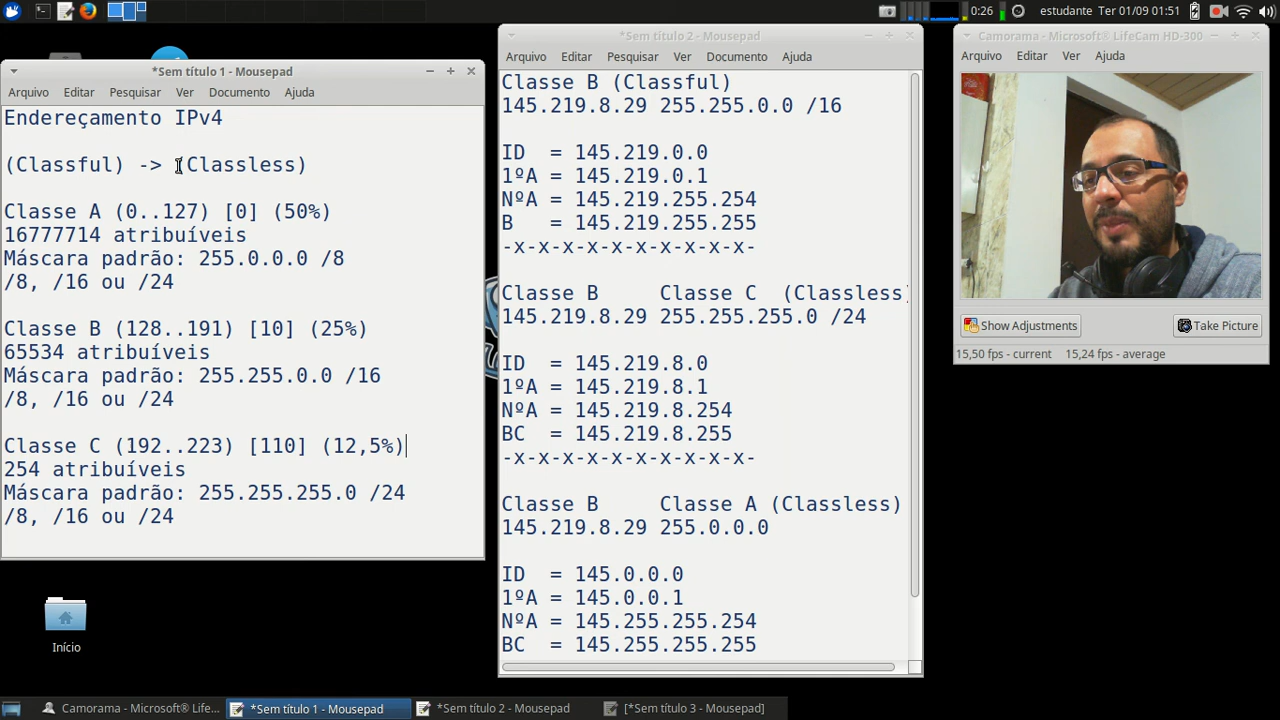 0:26
estudante
Ter 01/09 01:51
*Sem título 1 - Mousepad
Arquivo Editar Pesquisar Ver Documento Ajuda
Endereçamento IPv4
(Classful) -> (Classless)
Classe A (0..127) [0] (50%)
16777714 atribuíveis
Máscara padrão: 255.0.0.0 /8
/8, /16 ou /24
Classe B (128..191) [10] (25%)
65534 atribuíveis
Máscara padrão: 255.255.0.0 /16
/8, /16 ou /24
Classe C (192..223) [110] (12,5%)
254 atribuíveis
Máscara padrão: 255.255.255.0 /24
/8, /16 ou /24
Início
*Sem título 2 - Mousepad
Arquivo Editar Pesquisar Ver Documento Ajuda
Classe B (Classful)
145.219.8.29 255.255.0.0 /16
ID = 145.219.0.0
1ºA = 145.219.0.1
NºA = 145.219.255.254
B = 145.219.255.255
-x-x-x-x-x-x-x-x-x-x-
Classe B Classe C (Classless)
145.219.8.29 255.255.255.0 /24
ID = 145.219.8.0
1ºA = 145.219.8.1
NºA = 145.219.8.254
BC = 145.219.8.255
-x-x-x-x-x-x-x-x-x-x-
Classe B Classe A (Classless)
145.219.8.29 255.0.0.0
ID = 145.0.0.0
1ºA = 145.0.0.1
NºA = 145.255.255.254
BC = 145.255.255.255
Camorama - Microsoft® LifeCam HD-300
Arquivo Editar Ver Ajuda
Show Adjustments
Take Picture
15,50 fps - current 15,24 fps - average
Camorama - Microsoft® Life...
*Sem título 1 - Mousepad
*Sem título 2 - Mousepad
[*Sem título 3 - Mousepad]